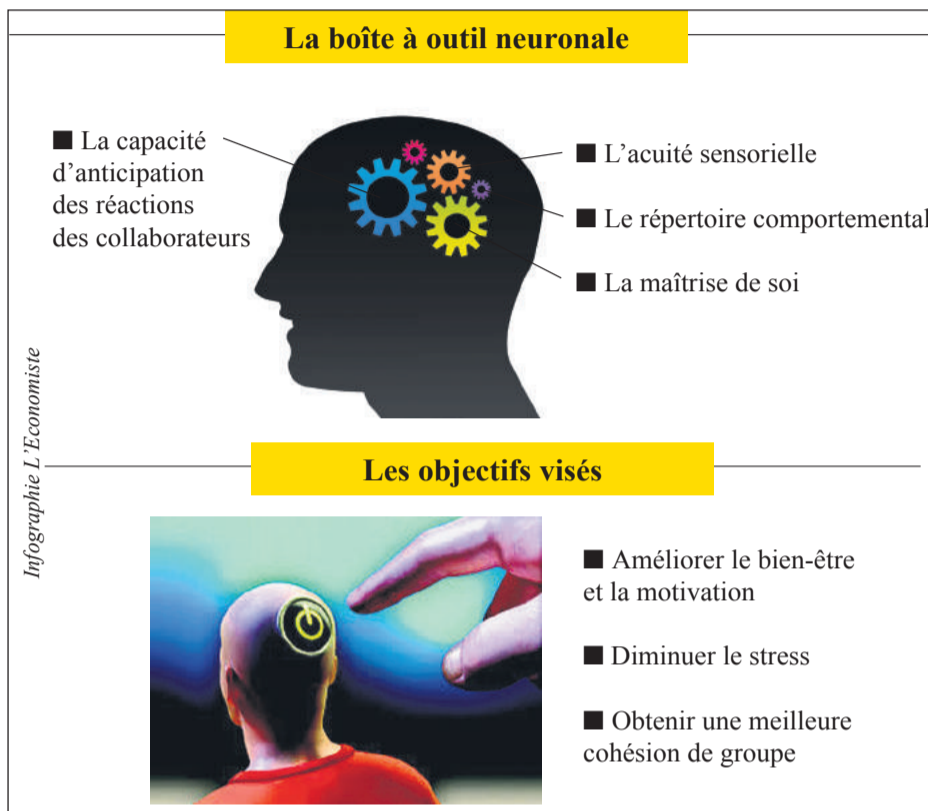 La boîte à outil neuronale
■ La capacité
d’anticipation
des réactions
des collaborateurs
■ L’acuité sensorielle
■ Le répertoire comportemental
■ La maîtrise de soi
Infographie L’Economiste
Les objectifs visés
■ Améliorer le bien-être
et la motivation
■ Diminuer le stress
■ Obtenir une meilleure
cohésion de groupe